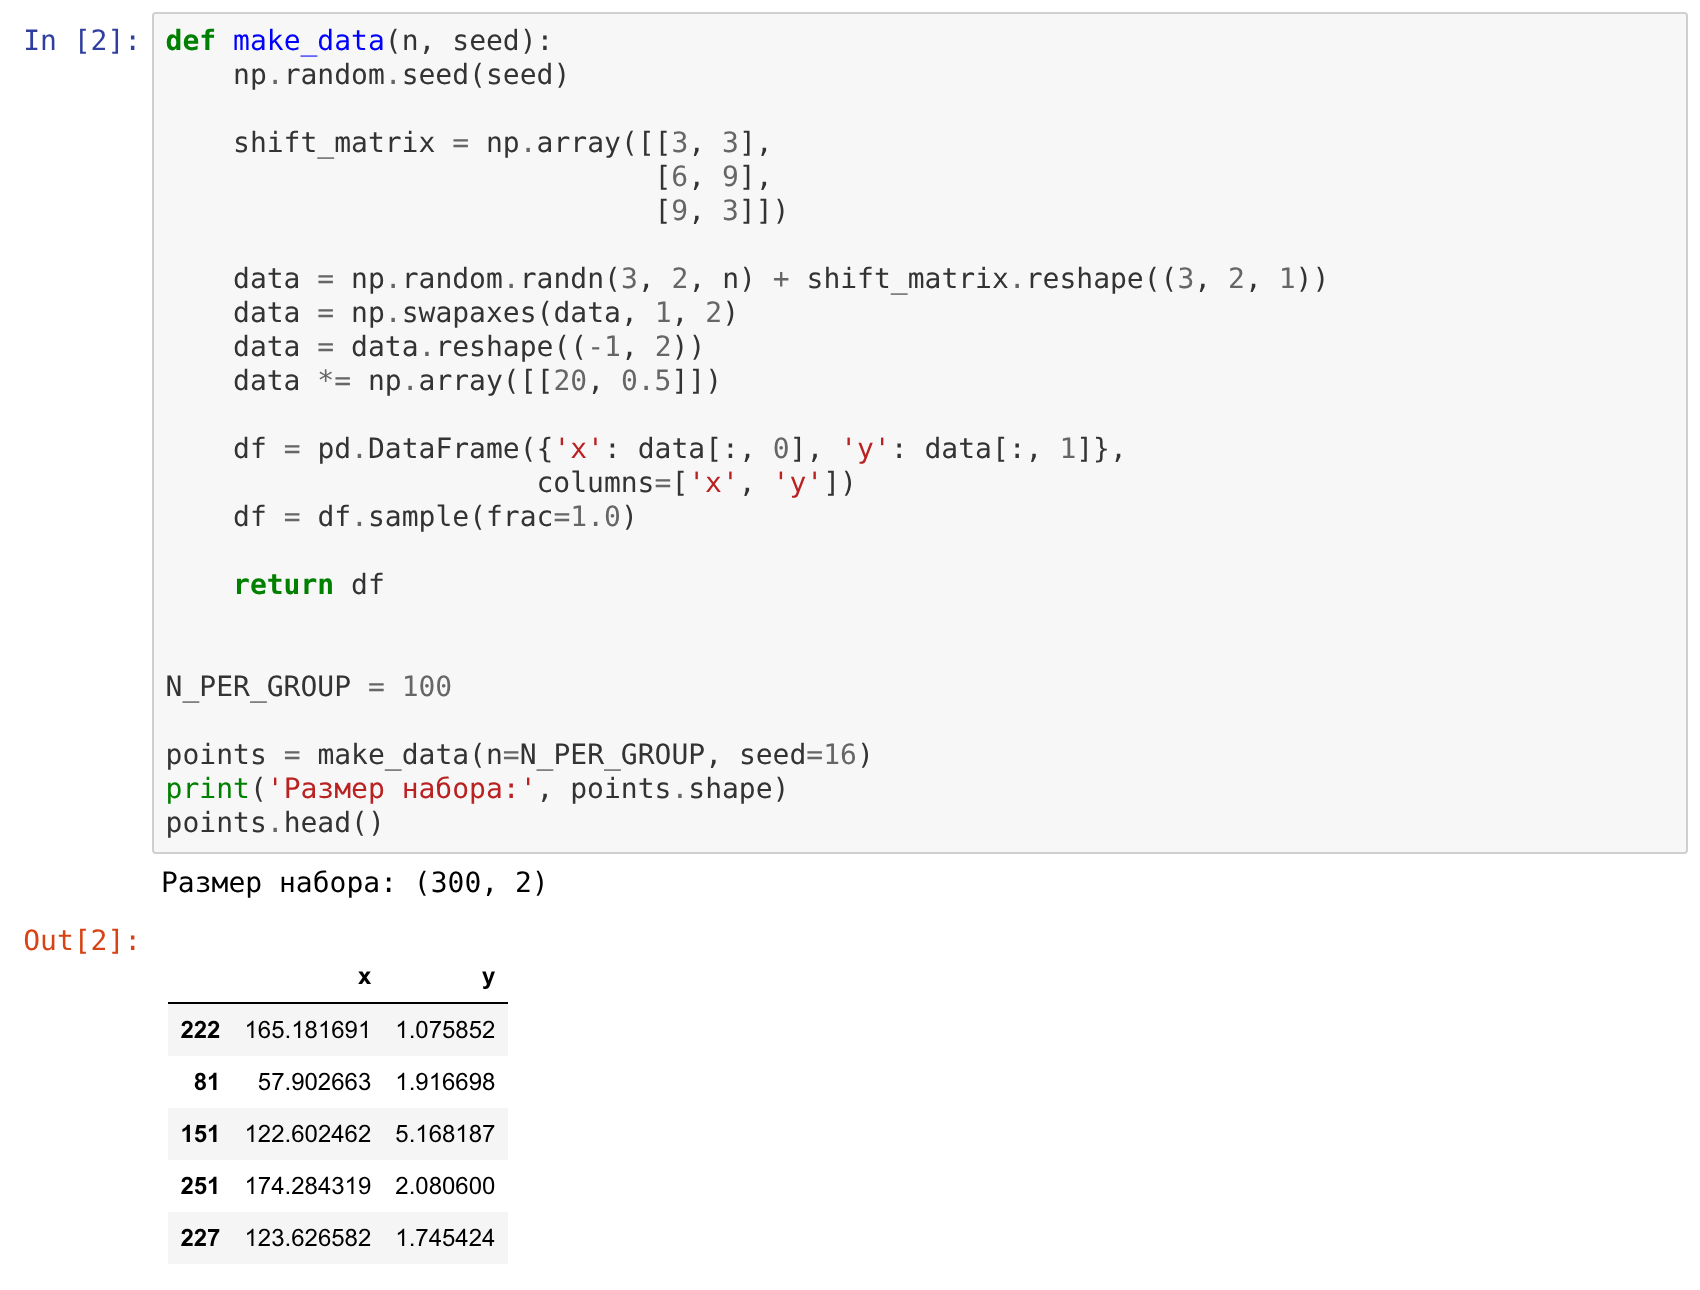 In [2]:
def make_data(n, seed):
    np.random.seed(seed)
    shift_matrix = np.array([[3, 3],
                             [6, 9],
                             [9, 3]])
    data = np.random.randn(3, 2, n) + shift_matrix.reshape((3, 2, 1))
    data = np.swapaxes(data, 1, 2)
    data = data.reshape((-1, 2))
    data *= np.array([[20, 0.5]])
    df = pd.DataFrame({'x': data[:, 0], 'y': data[:, 1]},
                      columns=['x', 'y'])
    df = df.sample(frac=1.0)
    return df
N_PER_GROUP = 100
points = make_data(n=N_PER_GROUP, seed=16)
print('Размер набора:', points.shape)
points.head()
Размер набора: (300, 2)
Out[2]:
x y
222 165.181691 1.075852
81 57.902663 1.916698
151 122.602462 5.168187
251 174.284319 2.080600
227 123.626582 1.745424